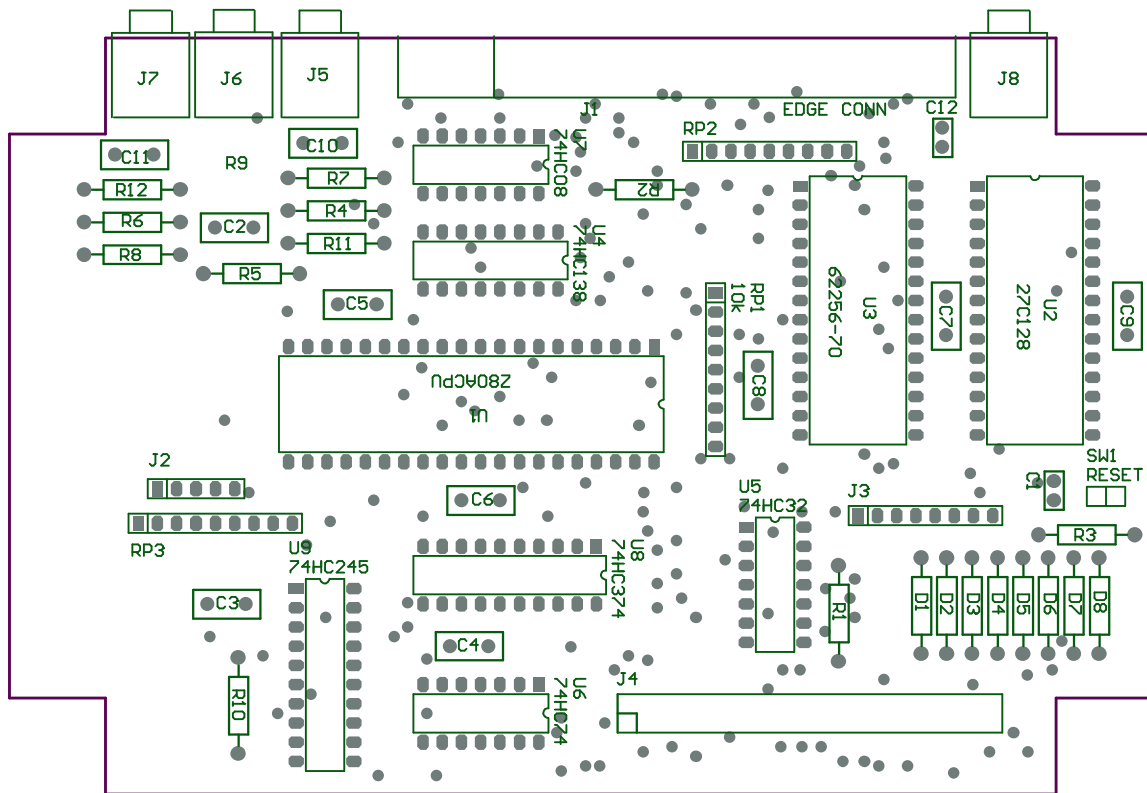 J7
J6
J5
J8
J1
EDGE CONN
C12
RP2
U7
74HC08
C11
C10
R9
R12
R7
R2
R6
R4
C2
R8
R11
U4
74HC138
R5
C5
RP1
10k
62256-70
U3
27C128
U2
C7
C9
Z80ACPU
U1
C8
J2
SW1
RESET
C1
U5
74HC32
J3
C6
RP3
U9
74HC245
U8
74HC374
R3
C3
R1
D1
D2
D3
D4
D5
D6
D7
D8
C4
R10
U6
74HC74
J4